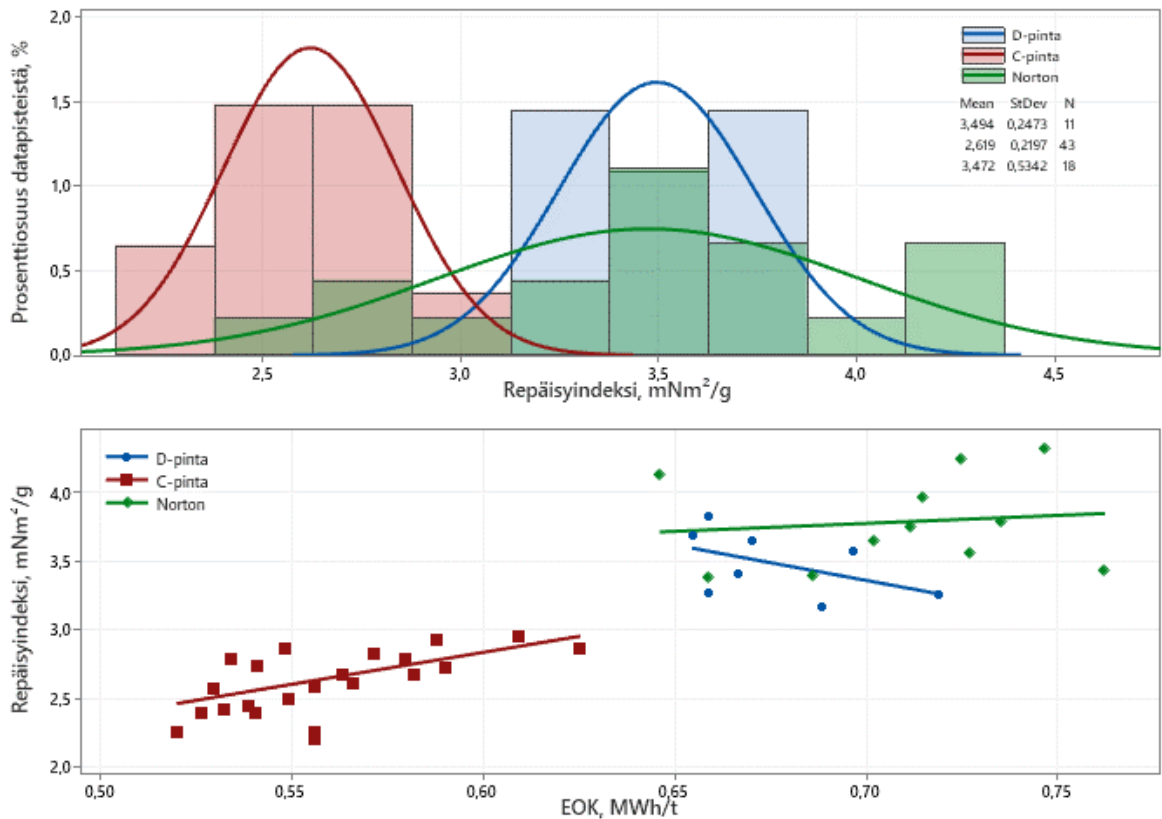 Prosenttiosuus datapisteistä, %
2,0
1,5
1,0
0,5
0,0
D-pinta
C-pinta
Norton
Mean StDev N
3,494 0,2473 11
2,619 0,2197 43
3,472 0,5342 18
2,5 3,0 3,5 4,0 4,5
Repäisyindeksi, mNm²/g
Repäisyindeksi, mNm²/g
D-pinta
C-pinta
Norton
4,0
3,5
3,0
2,5
2,0
0,50 0,55 0,60 0,65 0,70 0,75
EOK, MWh/t